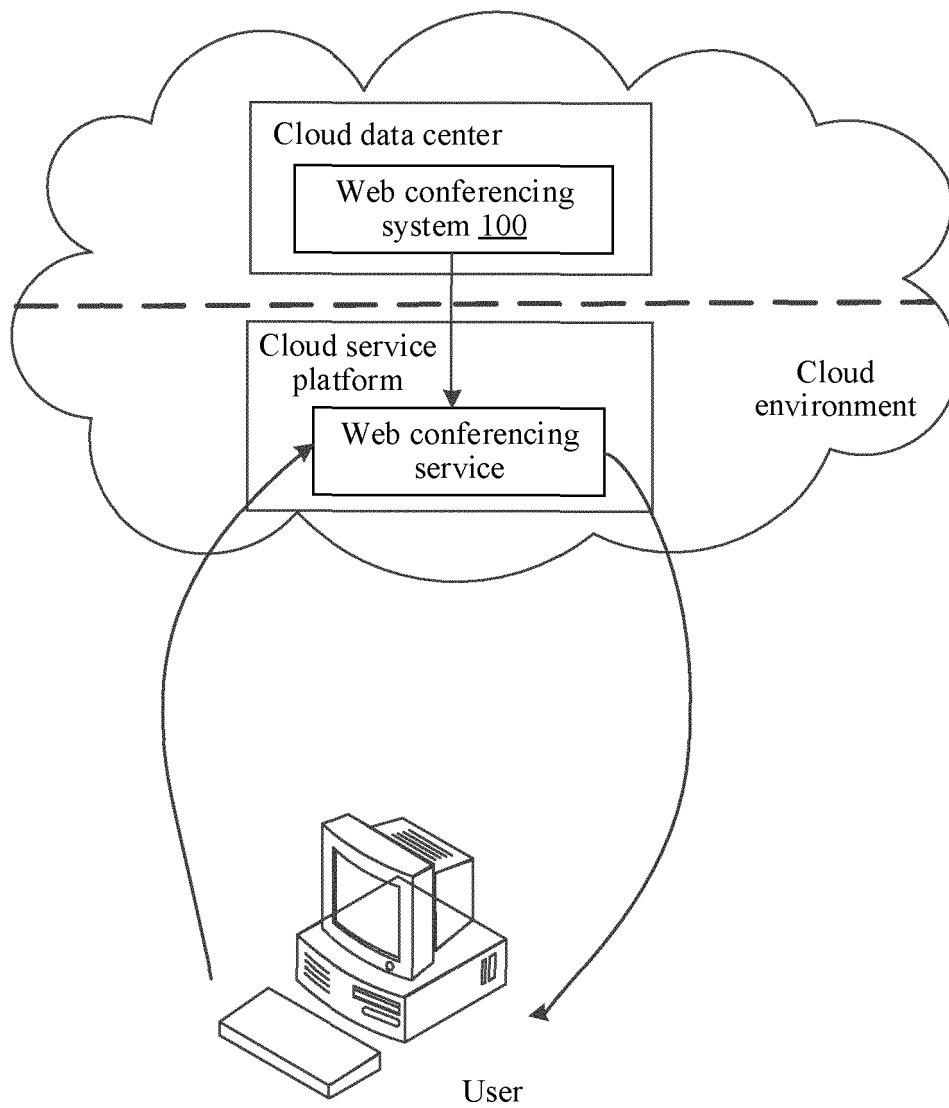 Cloud data center
Web conferencing
system 100
Cloud service
platform
Web conferencing
service
Cloud
environment
User